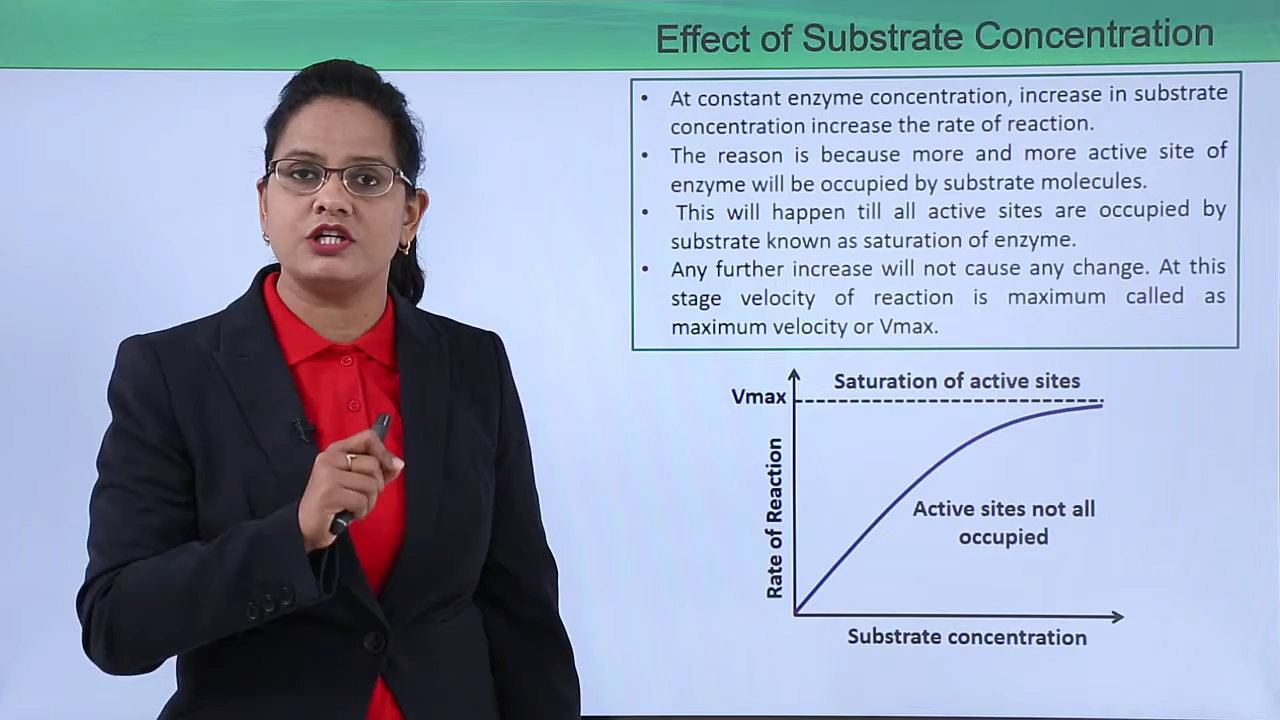 Effect of Substrate Concentration
• At constant enzyme concentration, increase in substrate
concentration increase the rate of reaction.
• The reason is because more and more active site of
enzyme will be occupied by substrate molecules.
• This will happen till all active sites are occupied by
substrate known as saturation of enzyme.
• Any further increase will not cause any change. At this
stage velocity of reaction is maximum called as
maximum velocity or Vmax.
Saturation of active sites
Vmax
Rate of Reaction
Active sites not all
occupied
Substrate concentration